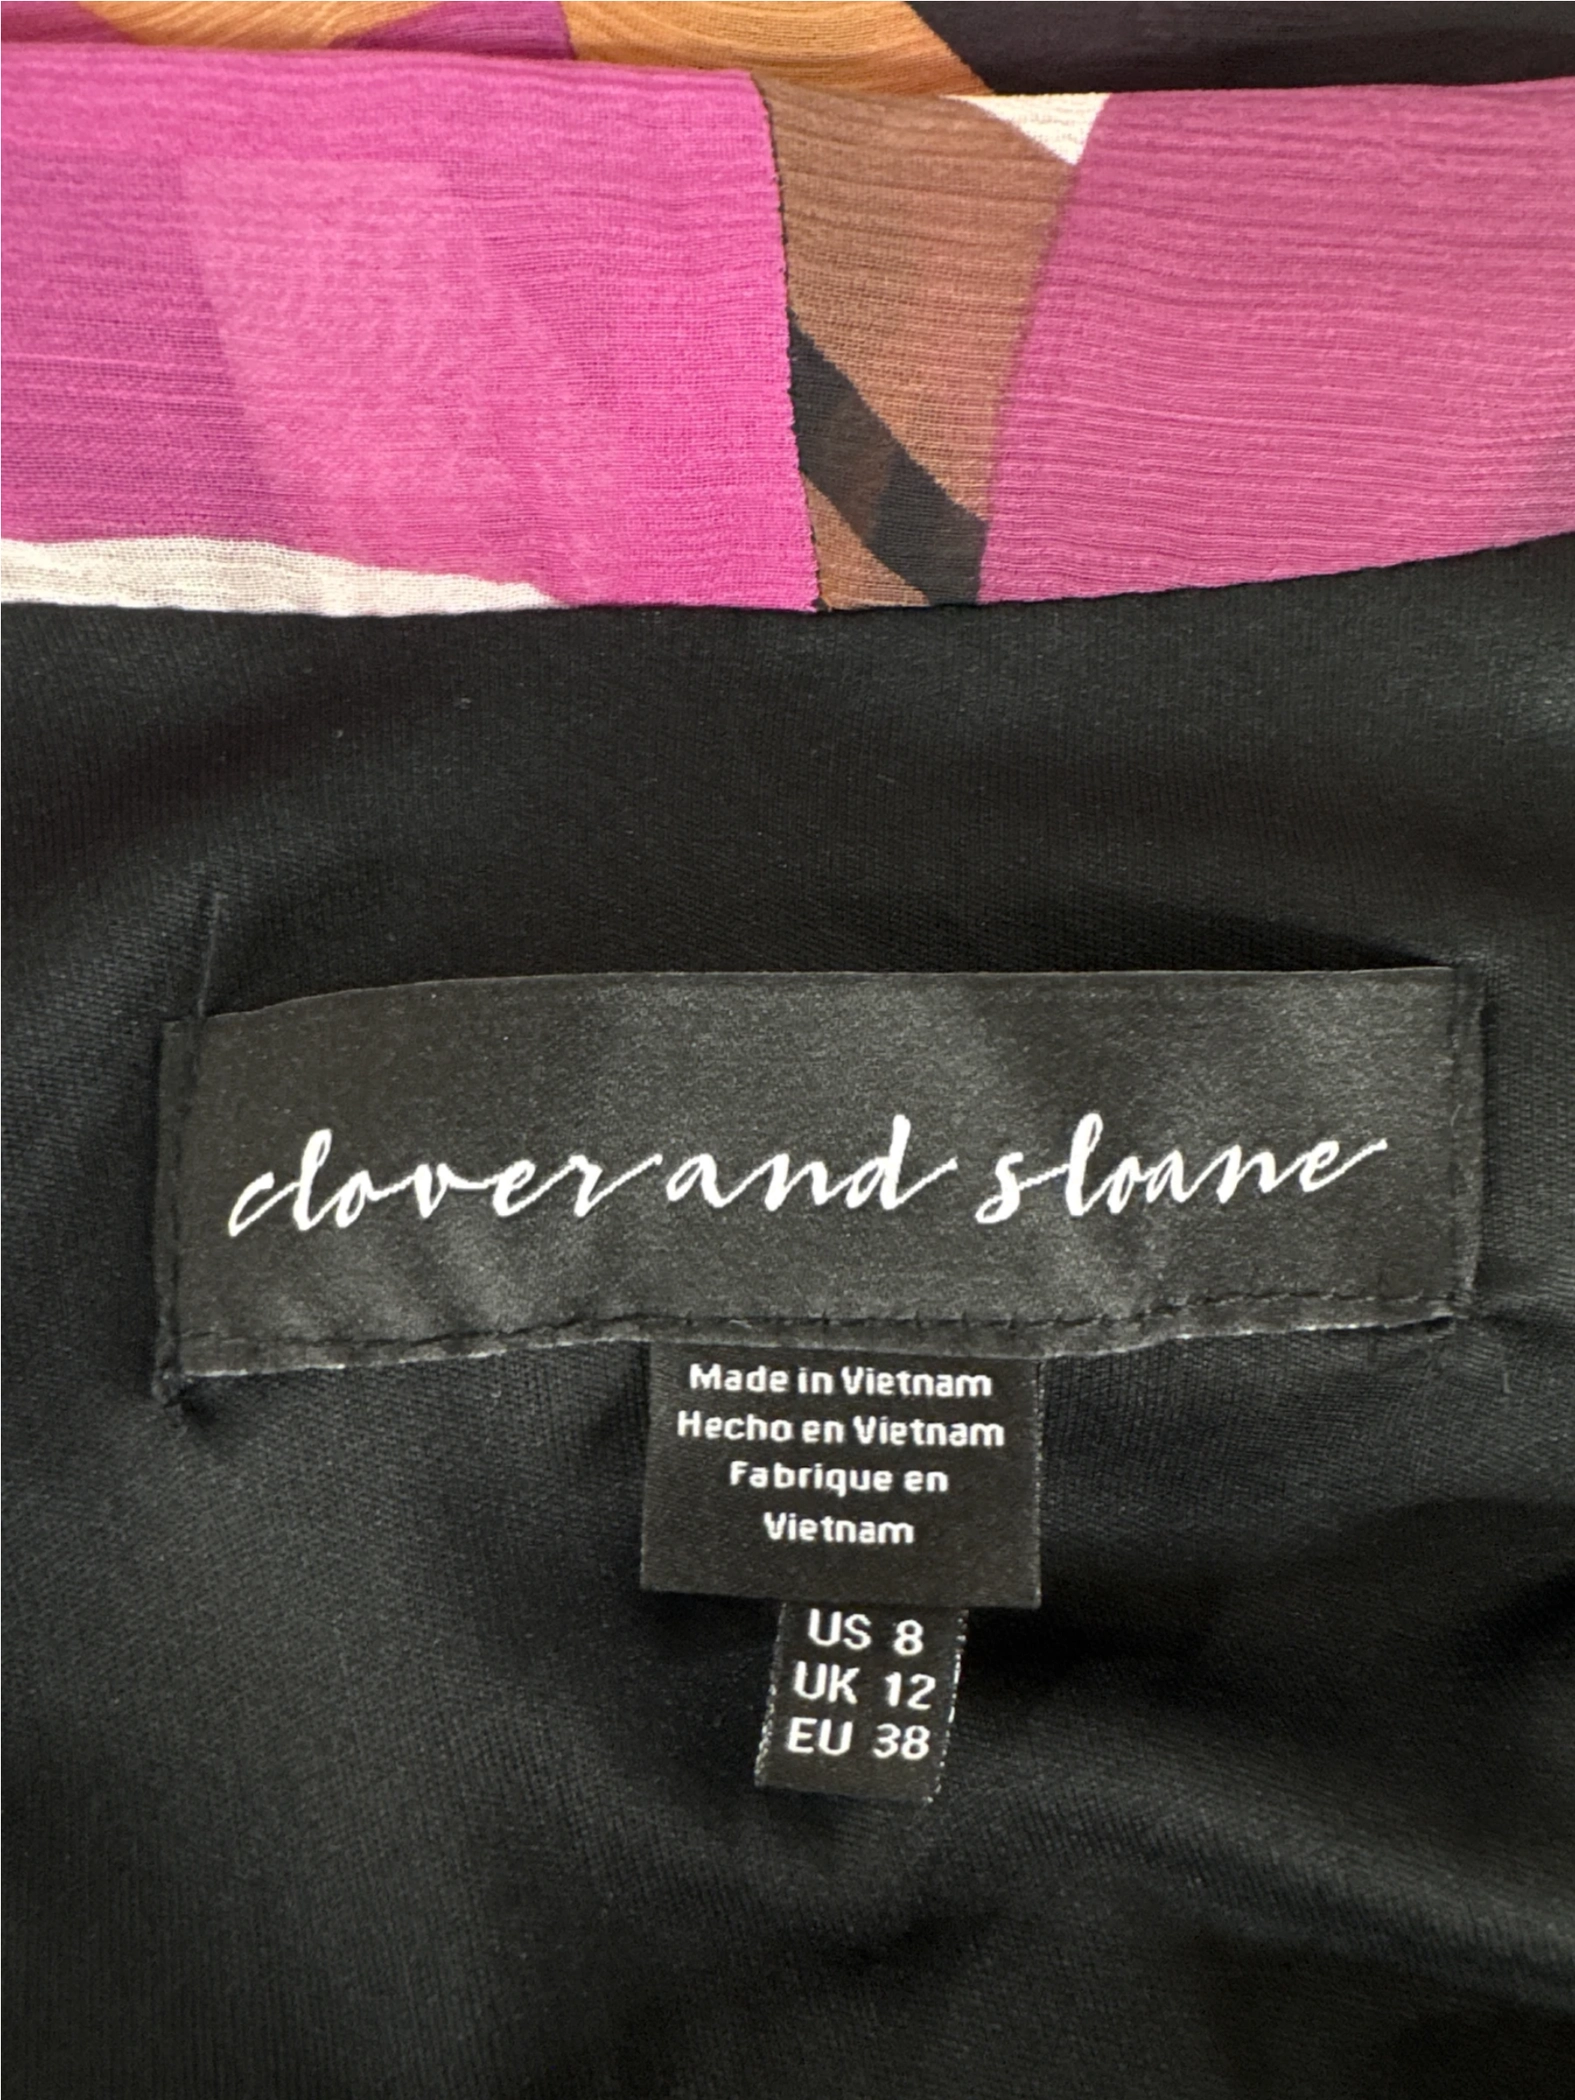 clover and sloane
Made in Vietnam
Hecho en Vietnam
Fabrique en
Vietnam
US 8
UK 12
EU 38